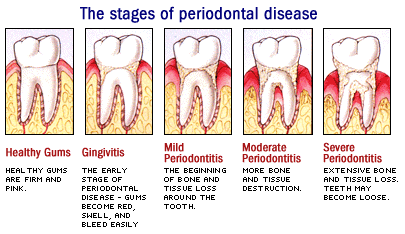 The stages of periodontal disease
Healthy Gums
HEALTHY GUMS
ARE FIRM AND
PINK.
Gingivitis
THE EARLY
STAGE OF
PERIODONTAL
DISEASE - GUMS
BECOME RED,
SWELL, AND
BLEED EASILY
Mild
Periodontitis
THE BEGINNING
OF BONE AND
TISSUE LOSS
AROUND THE
TOOTH.
Moderate
Periodontitis
MORE BONE
AND TISSUE
DESTRUCTION.
Severe
Periodontitis
EXTENSIVE BONE
AND TISSUE LOSS.
TEETH MAY
BECOME LOOSE.